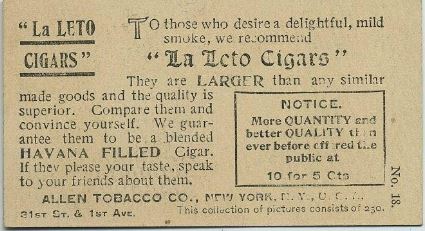 "La LETO
CIGARS"
TO those who desire a delightful, mild
smoke, we recommend
"La Leto Cigars"
They are LARGER than any similar
made goods and the quality is
superior. Compare them and
convince yourself. We guar-
antee them to be a blended
HAVANA FILLED Cigar.
If they please your taste, speak
to your friends about them.
NOTICE.
More QUANTITY and
better QUALITY than
ever before offered the
public at
10 for 5 Cts
No. 18.
ALLEN TOBACCO CO., NEW YORK, N. Y., U.
31ST ST. & 1ST AVE.
This collection of pictures consists of 250.